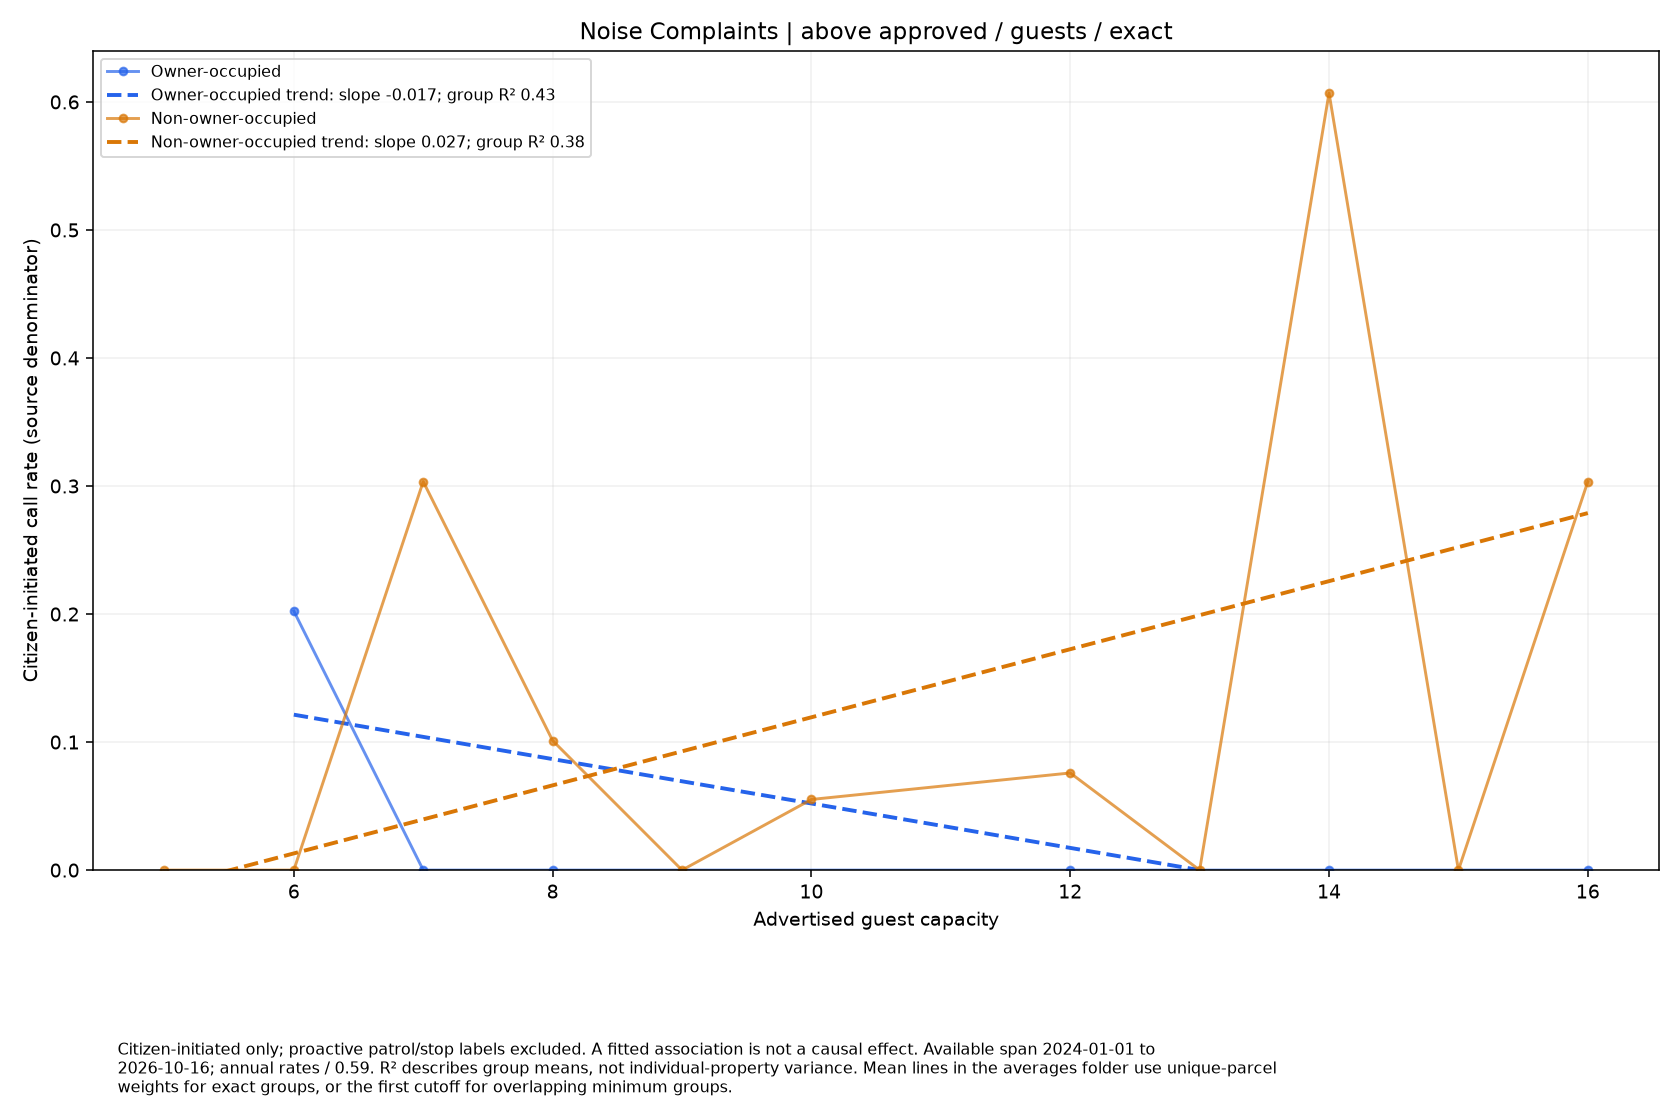 Noise Complaints | above approved / guests / exact
Owner-occupied
Owner-occupied trend: slope -0.017; group R² 0.43
Non-owner-occupied
Non-owner-occupied trend: slope 0.027; group R² 0.38
Citizen-initiated call rate (source denominator)
0.6
0.5
0.4
0.3
0.2
0.1
0.0
6 8 10 12 14 16
Advertised guest capacity
Citizen-initiated only; proactive patrol/stop labels excluded. A fitted association is not a causal effect. Available span 2024-01-01 to
2026-10-16; annual rates / 0.59. R² describes group means, not individual-property variance. Mean lines in the averages folder use unique-parcel
weights for exact groups, or the first cutoff for overlapping minimum groups.